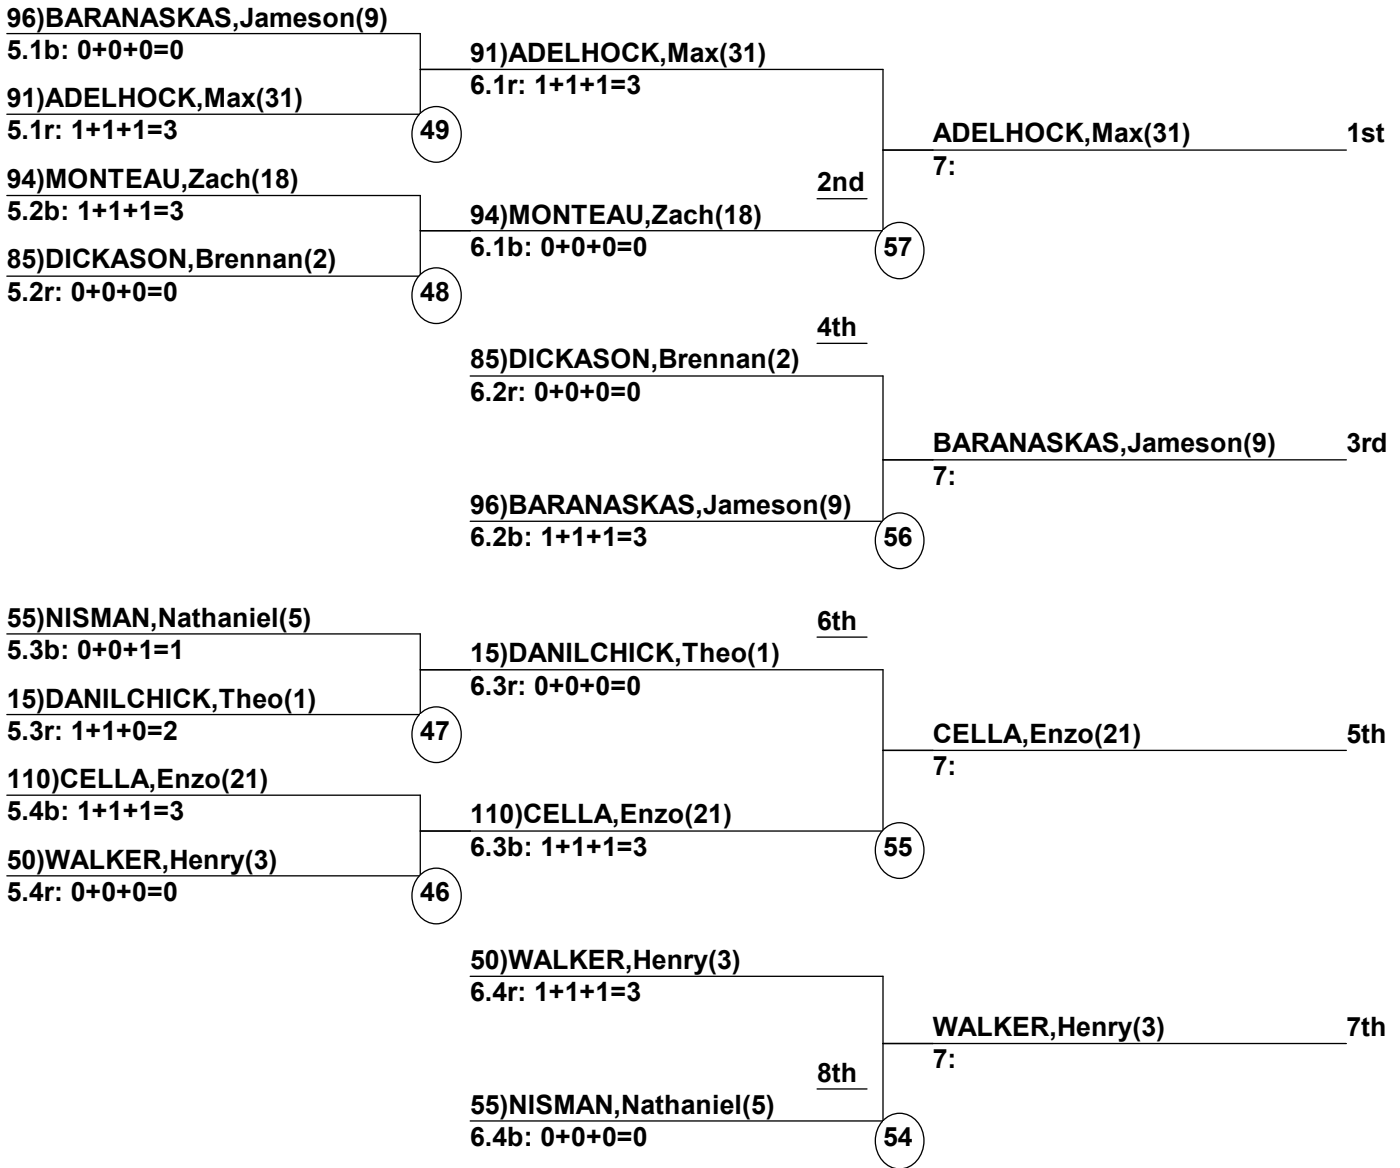 96)BARANASKAS,Jameson(9)
5.1b: 0+0+0=0
91)ADELHOCK,Max(31)
6.1r: 1+1+1=3
91)ADELHOCK,Max(31)
5.1r: 1+1+1=3
49
ADELHOCK,Max(31) 1st
7:
94)MONTEAU,Zach(18)
5.2b: 1+1+1=3
2nd
94)MONTEAU,Zach(18)
6.1b: 0+0+0=0
57
85)DICKASON,Brennan(2)
5.2r: 0+0+0=0
48
4th
85)DICKASON,Brennan(2)
6.2r: 0+0+0=0
BARANASKAS,Jameson(9) 3rd
7:
96)BARANASKAS,Jameson(9)
6.2b: 1+1+1=3
56
55)NISMAN,Nathaniel(5)
5.3b: 0+0+1=1
6th
15)DANILCHICK,Theo(1)
6.3r: 0+0+0=0
15)DANILCHICK,Theo(1)
5.3r: 1+1+0=2
47
CELLA,Enzo(21) 5th
7:
110)CELLA,Enzo(21)
5.4b: 1+1+1=3
110)CELLA,Enzo(21)
6.3b: 1+1+1=3
55
50)WALKER,Henry(3)
5.4r: 0+0+0=0
46
50)WALKER,Henry(3)
6.4r: 1+1+1=3
WALKER,Henry(3) 7th
7:
8th
55)NISMAN,Nathaniel(5)
6.4b: 0+0+0=0
54